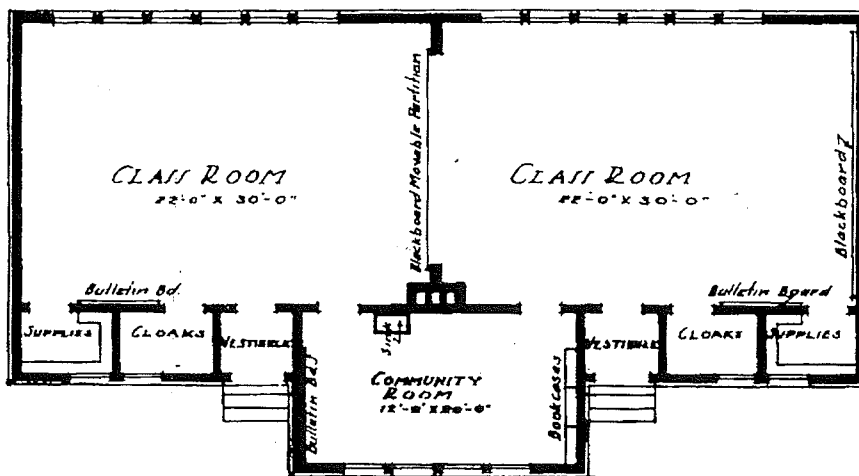 CLASS ROOM
22'-0" X 30'-0"
Blackboard Movable Partition
CLASS ROOM
22'-0" X 30'-0"
Blackboard
Bulletin Bd.
Bulletin Board
SUPPLIES
CLOAKS
VESTIBULE
Sink
VESTIBULE
CLOAKS
SUPPLIES
Bulletin Bd.
COMMUNITY
ROOM
Bookcases